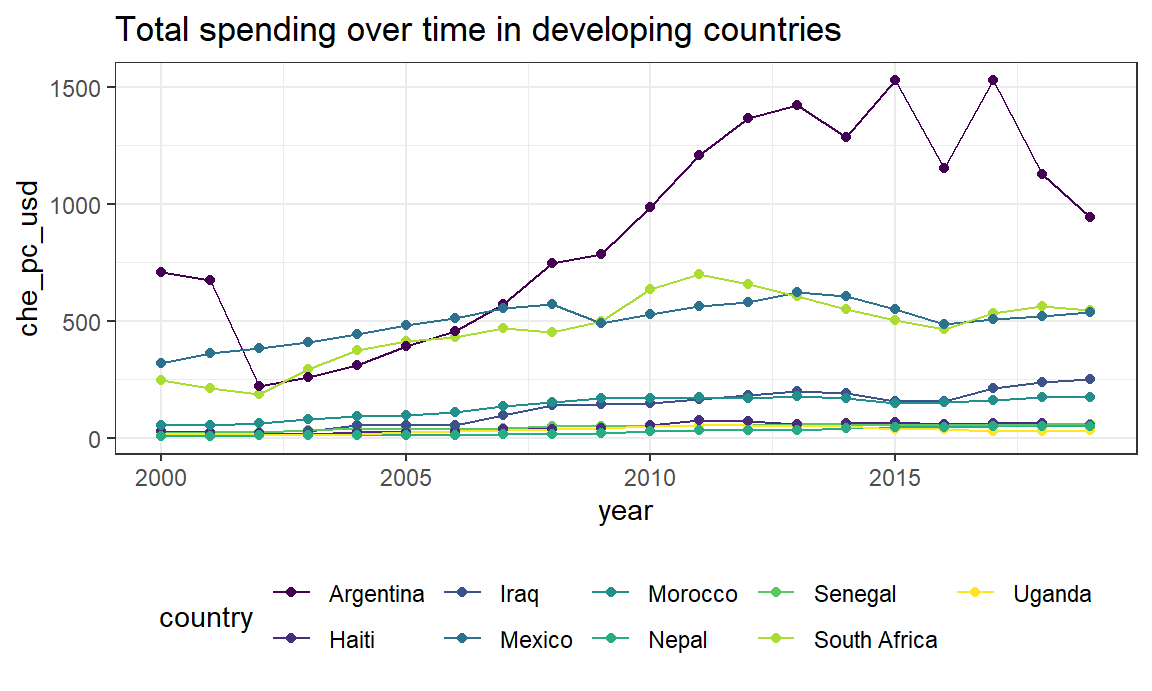 Total spending over time in developing countries
che_pc_usd
1500
1000
500
0
2000 2005 2010 2015
year
country
Argentina Iraq Morocco Senegal Uganda
Haiti Mexico Nepal South Africa